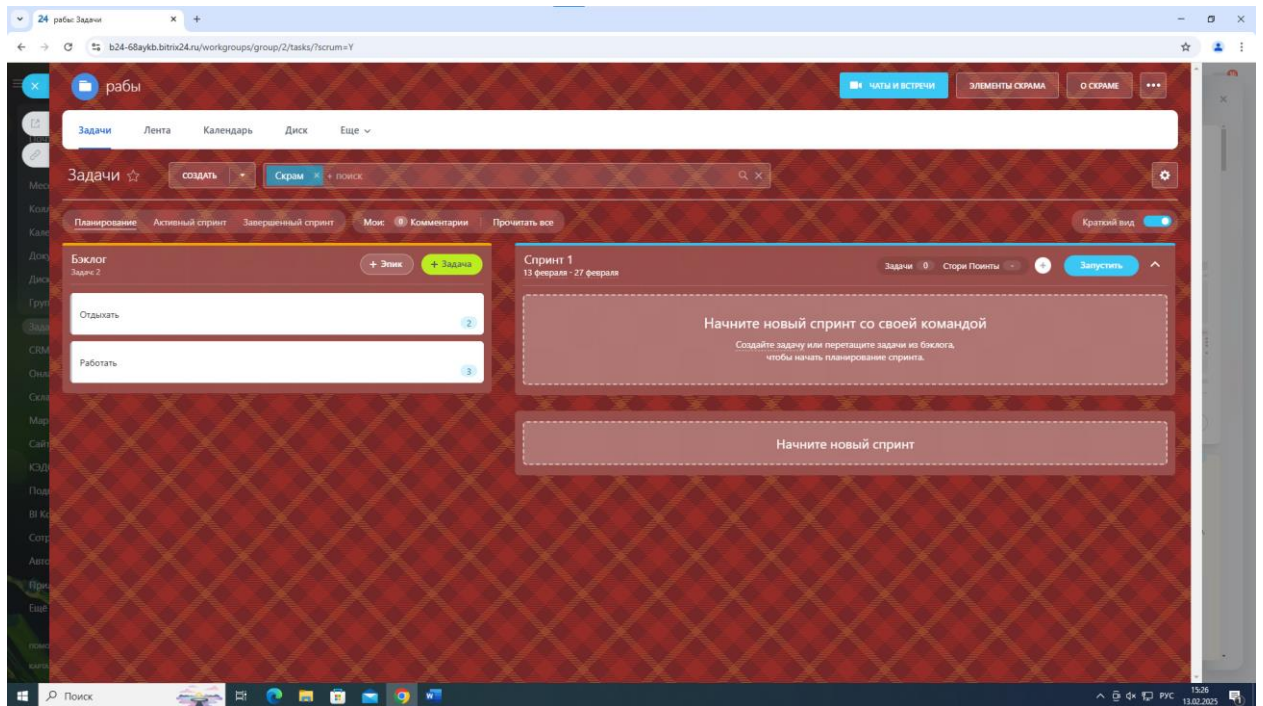 24 рабы: Задачи
b24-68aykb.bitrix24.ru/workgroups/group/2/tasks/?scrum=Y
рабы
ЧАТЫ И ВСТРЕЧИ ЭЛЕМЕНТЫ СКРАМА О СКРАМЕ
Задачи Лента Календарь Диск Еще
Задачи СОЗДАТЬ Скрам + поиск
Планирование Активный спринт Завершенный спринт Мои: 0 Комментарии Прочитать все Краткий вид
Бэклог
Задач: 2
+ Эпик + Задача
Отдыхать
2
Работать
3
Спринт 1
13 февраля - 27 февраля
Задачи 0 Стори Поинты - + Запустить
Начните новый спринт со своей командой
Создайте задачу или перетащите задачи из бэклога,
чтобы начать планирование спринта.
Начните новый спринт
CRM
Ещё
Поиск
РУС
15:26
13.02.2025